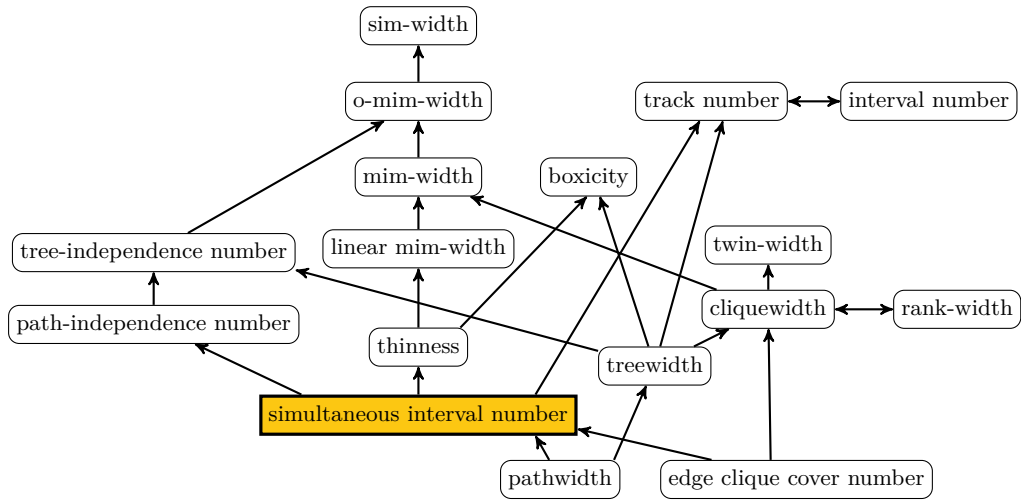 sim-width
o-mim-width
track number
interval number
mim-width
boxicity
twin-width
linear mim-width
tree-independence number
cliquewidth
rank-width
path-independence number
thinness
treewidth
simultaneous interval number
pathwidth
edge clique cover number